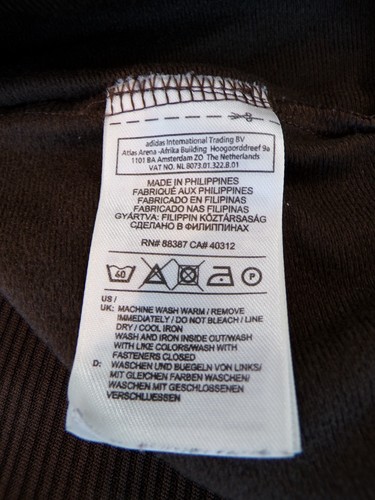 adidas International Trading BV
Atlas Arena -Afrika Building Hoogoorddreef 9a
1101 BA Amsterdam ZO The Netherlands
VAT NO. NL 8073.01.322.B.01
MADE IN PHILIPPINES
FABRIQUÉ AUX PHILIPPINES
FABRICADO EN FILIPINAS
FABRICADO NAS FILIPINAS
GYÁRTVA: FILIPPIN KÖZTÁRSASÁG
СДЕЛАНО В ФИЛИППИНАХ
RN# 88387 CA# 40312
40 P
US /
UK: MACHINE WASH WARM / REMOVE
IMMEDIATELY / DO NOT BLEACH / LINE
DRY / COOL IRON
WASH AND IRON INSIDE OUT/WASH
WITH LIKE COLORS/WASH WITH
FASTENERS CLOSED
D: WASCHEN UND BUEGELN VON LINKS/
MIT GLEICHEN FARBEN WASCHEN/
WASCHEN MIT GESCHLOSSENEN
VERSCHLUESSEN